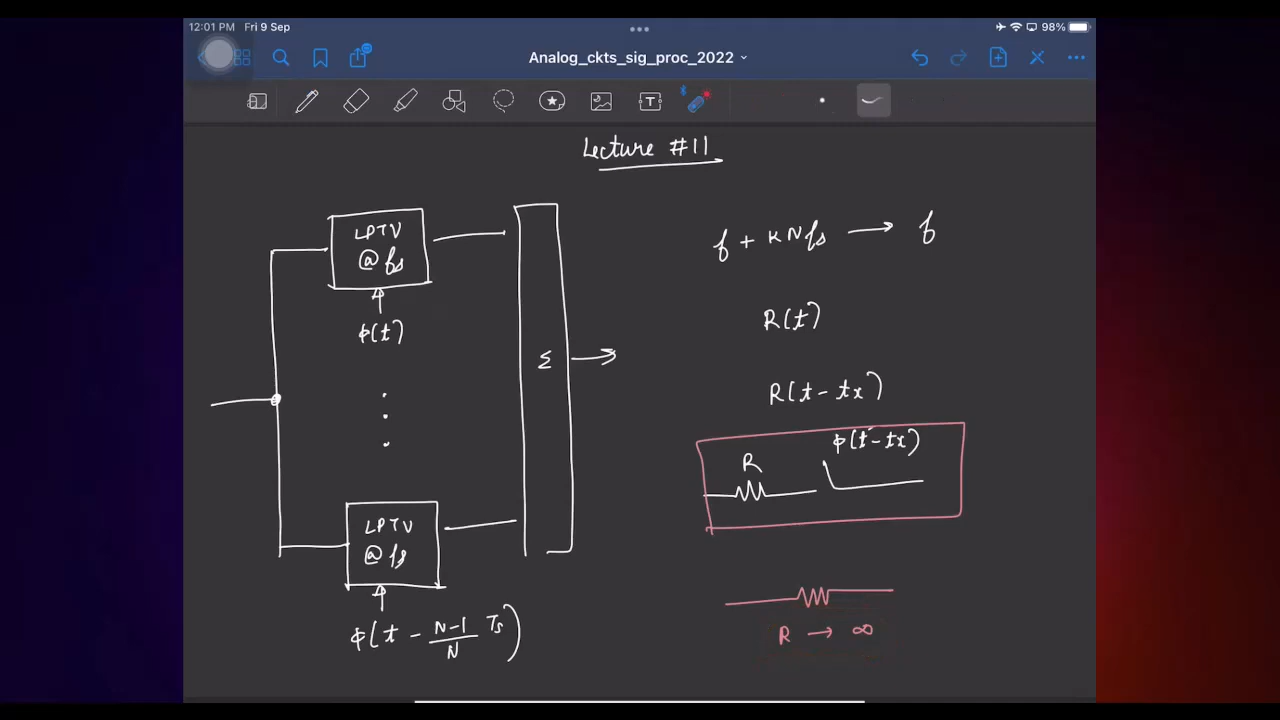 12:01 PM Fri 9 Sep
98%
Analog_ckts_sig_proc_2022
T
Lecture #11
LPTV
@ fs
ϕ(t)
Σ
LPTV
@ fs
ϕ(t - N-1/N Ts)
f + KNfs → f
R(t)
R(t - tx)
R
ϕ(t - tx)
R → ∞